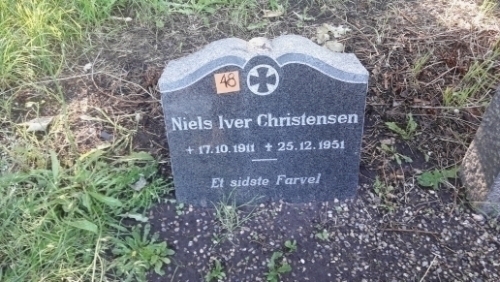 48
Niels Iver Christensen
+ 17.10.1911 + 25.12.1951
Et sidste Farvel